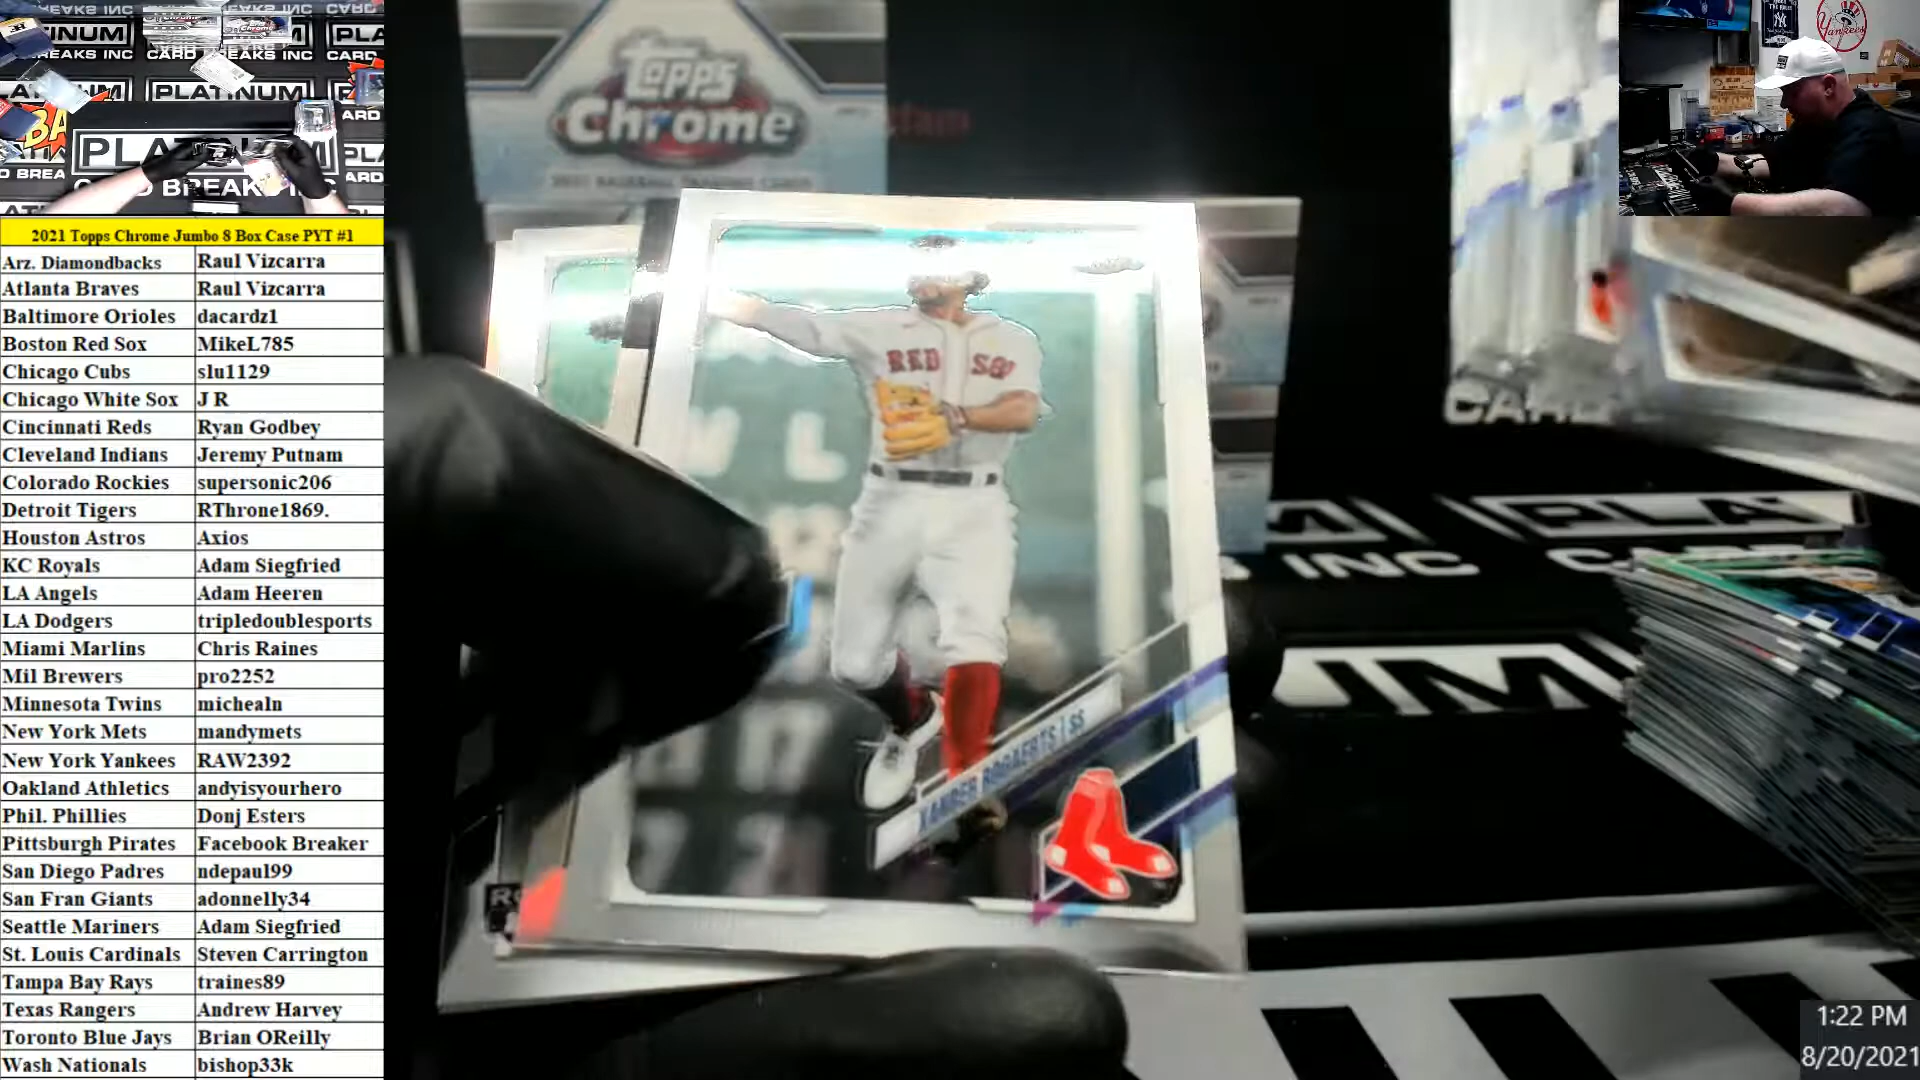 PLATINUM
CARD BREAKS INC
PLATINUM
PLATINUM
CARD BREAKS INC
2021 Topps Chrome Jumbo 8 Box Case PYT #1
Arz. Diamondbacks Raul Vizcarra
Atlanta Braves Raul Vizcarra
Baltimore Orioles dacardz1
Boston Red Sox MikeL785
Chicago Cubs slu1129
Chicago White Sox J R
Cincinnati Reds Ryan Godbey
Cleveland Indians Jeremy Putnam
Colorado Rockies supersonic206
Detroit Tigers RThrone1869.
Houston Astros Axios
KC Royals Adam Siegfried
LA Angels Adam Heeren
LA Dodgers tripledoublesports
Miami Marlins Chris Raines
Mil Brewers pro2252
Minnesota Twins michealn
New York Mets mandymets
New York Yankees RAW2392
Oakland Athletics andyisyourhero
Phil. Phillies Donj Esters
Pittsburgh Pirates Facebook Breaker
San Diego Padres ndepaul99
San Fran Giants adonnelly34
Seattle Mariners Adam Siegfried
St. Louis Cardinals Steven Carrington
Tampa Bay Rays traines89
Texas Rangers Andrew Harvey
Toronto Blue Jays Brian OReilly
Wash Nationals bishop33k
Topps
Chrome
2021 BASEBALL TRADING CARDS
RED SOX
XANDER BOGAERTS | SS
Yankees
CARD
M PLA
S INC CARD
1:22 PM
8/20/2021